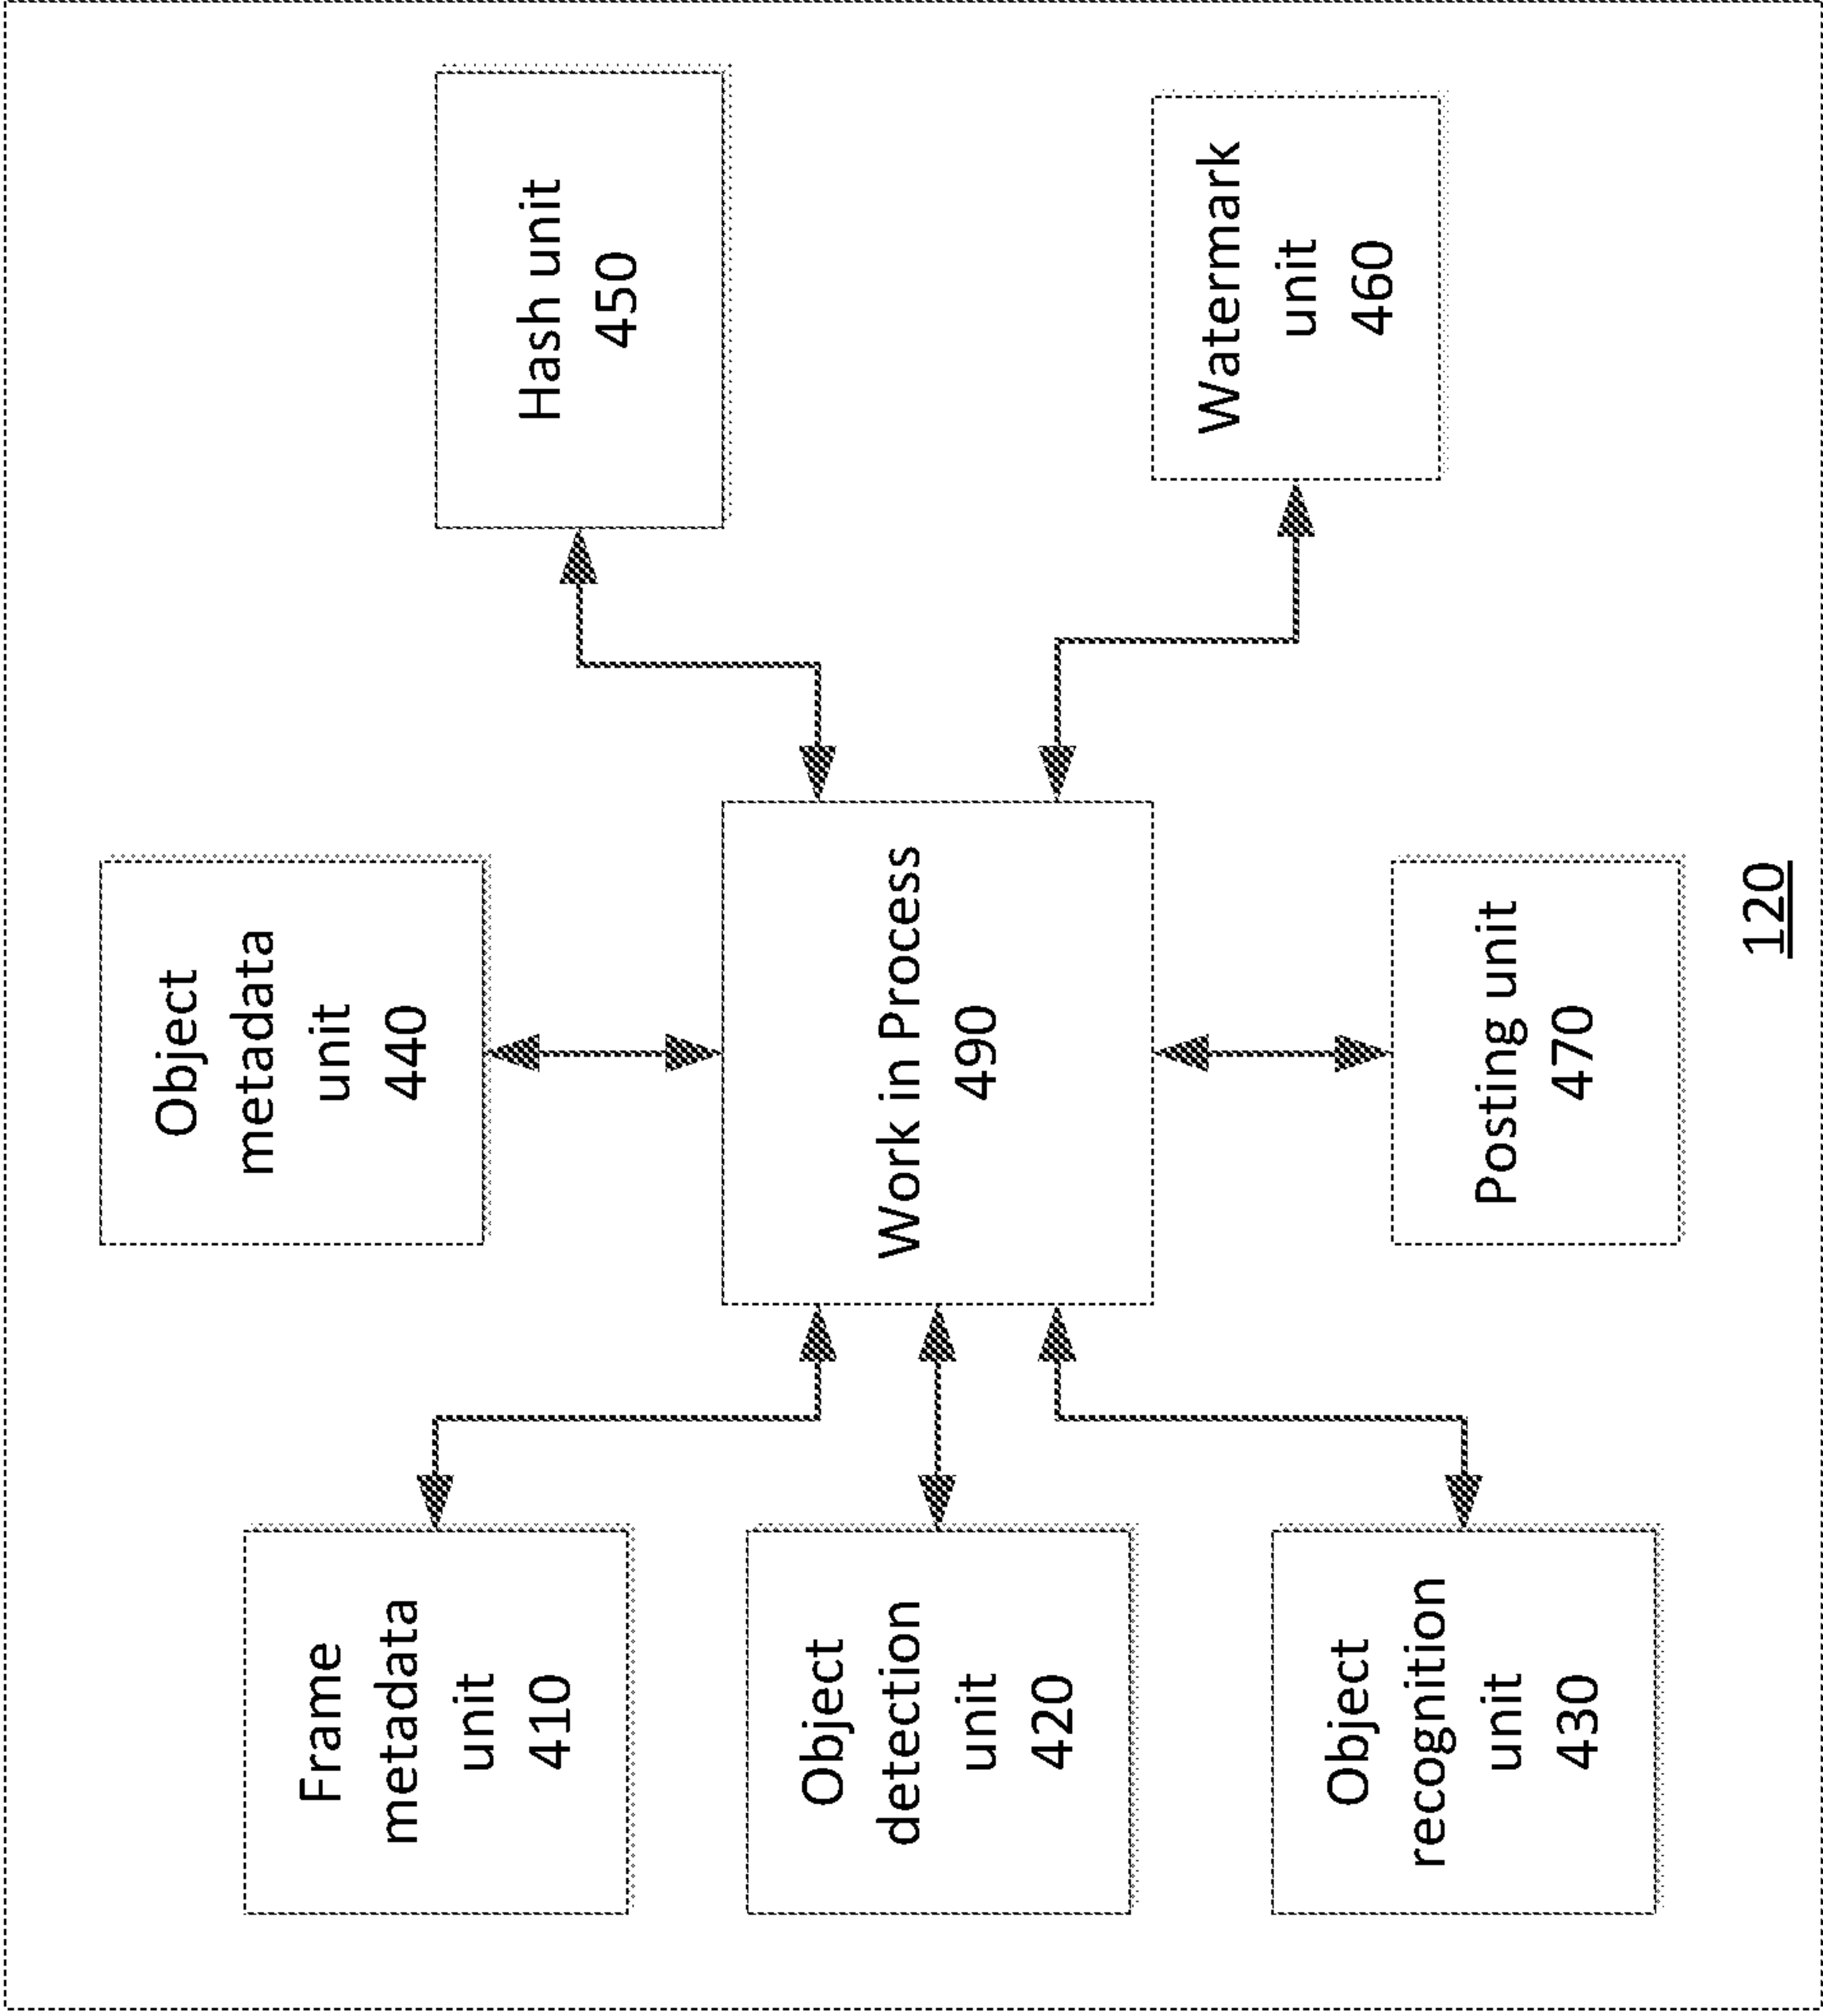 Frame
metadata
unit
410
Object
detection
unit
420
Object
recognition
unit
430
Object
metadata
unit
440
Work in Process
490
Posting unit
470
Hash unit
450
Watermark
unit
460
120